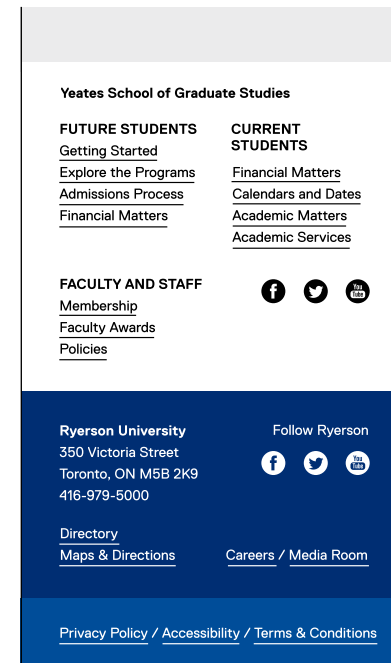 Yeates School of Graduate Studies
FUTURE STUDENTS
Getting Started
Explore the Programs
Admissions Process
Financial Matters
CURRENT
STUDENTS
Financial Matters
Calendars and Dates
Academic Matters
Academic Services
FACULTY AND STAFF
Membership
Faculty Awards
Policies
You
Tube
Ryerson University
350 Victoria Street
Toronto, ON M5B 2K9
416-979-5000
Follow Ryerson
You
Tube
Directory
Maps & Directions
Careers / Media Room
Privacy Policy / Accessibility / Terms & Conditions